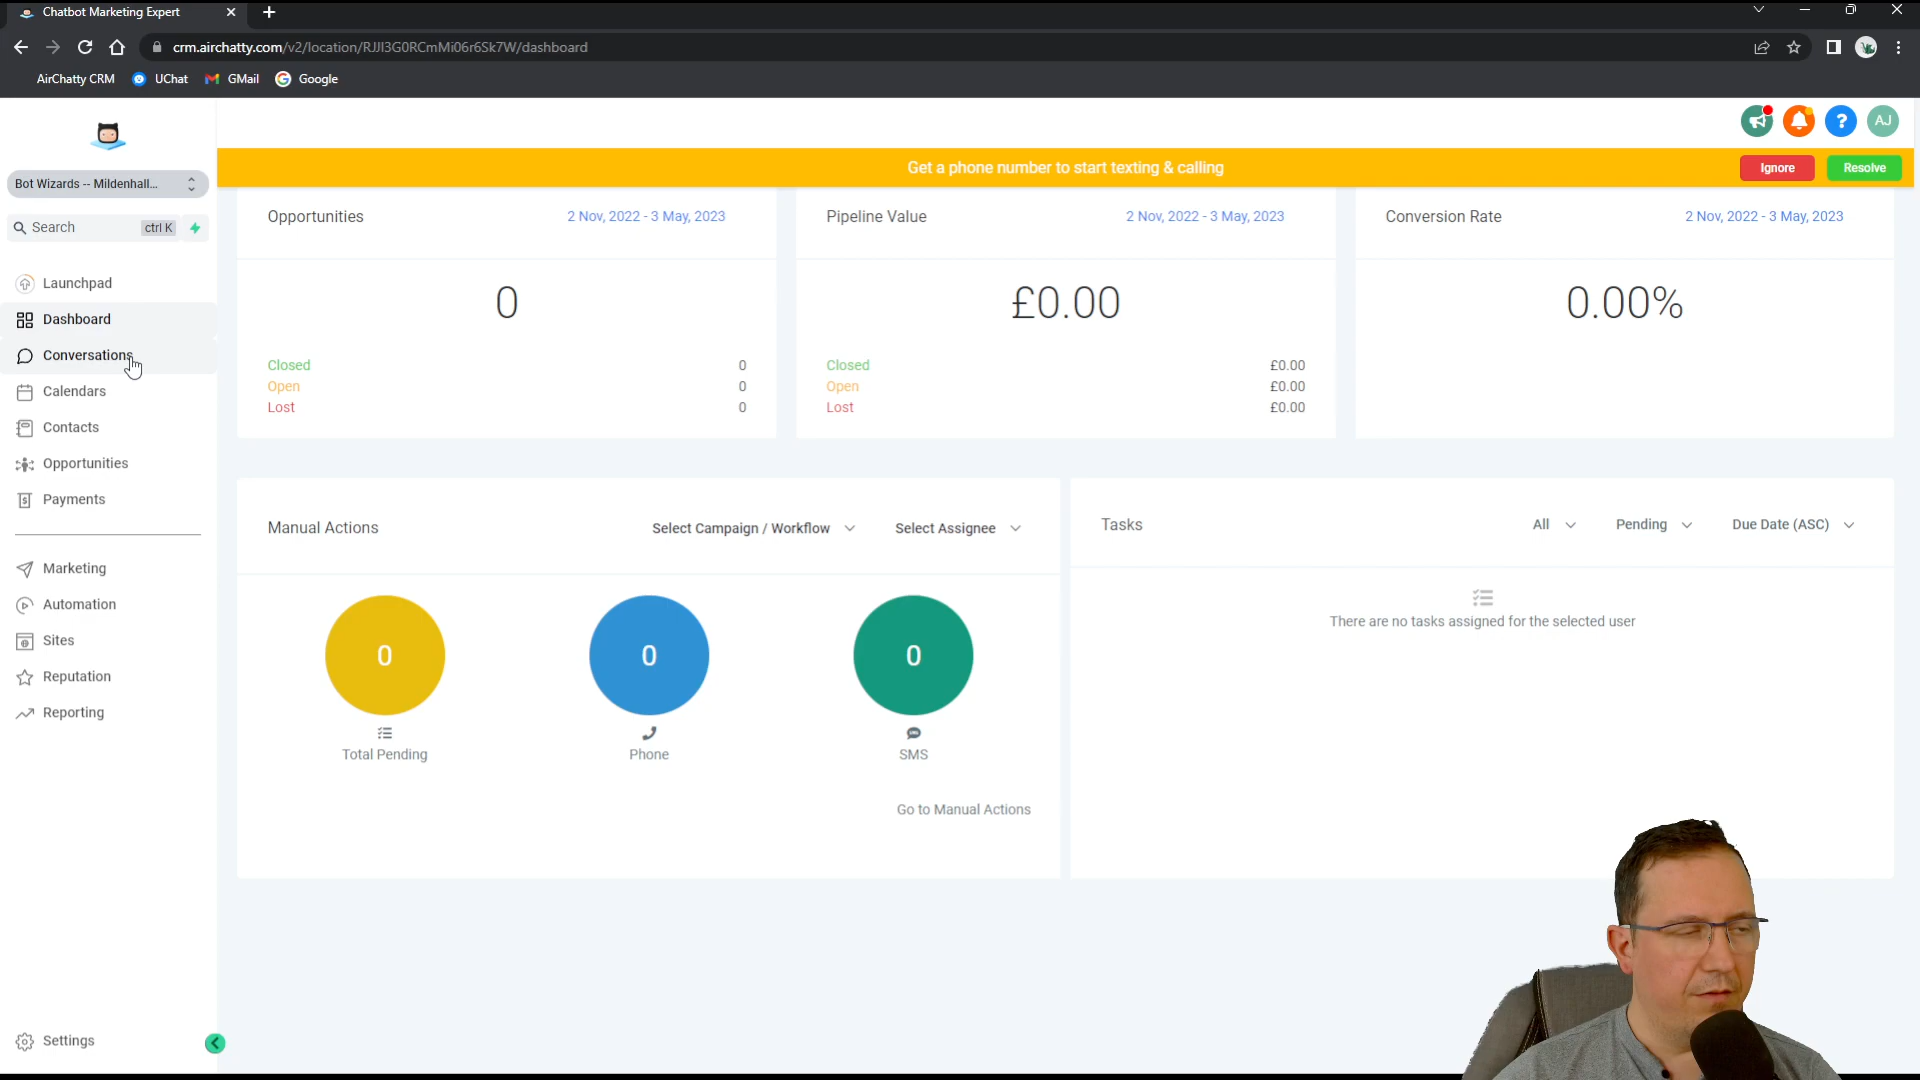 Chatbot Marketing Expert
crm.airchatty.com/v2/location/RJJI3G0RCmMi06r6Sk7W/dashboard
AirChatty CRM UChat GMail Google
AJ
Get a phone number to start texting & calling Ignore Resolve
Bot Wizards -- Mildenhall...
Search ctrl K
Launchpad
Dashboard
Conversations
Calendars
Contacts
Opportunities
Payments
Marketing
Automation
Sites
Reputation
Reporting
Settings
Opportunities 2 Nov, 2022 - 3 May, 2023
0
Closed 0
Open 0
Lost 0
Pipeline Value 2 Nov, 2022 - 3 May, 2023
£0.00
Closed £0.00
Open £0.00
Lost £0.00
Conversion Rate 2 Nov, 2022 - 3 May, 2023
0.00%
Manual Actions Select Campaign / Workflow Select Assignee
0 0 0
Total Pending Phone SMS
Go to Manual Actions
Tasks All Pending Due Date (ASC)
There are no tasks assigned for the selected user